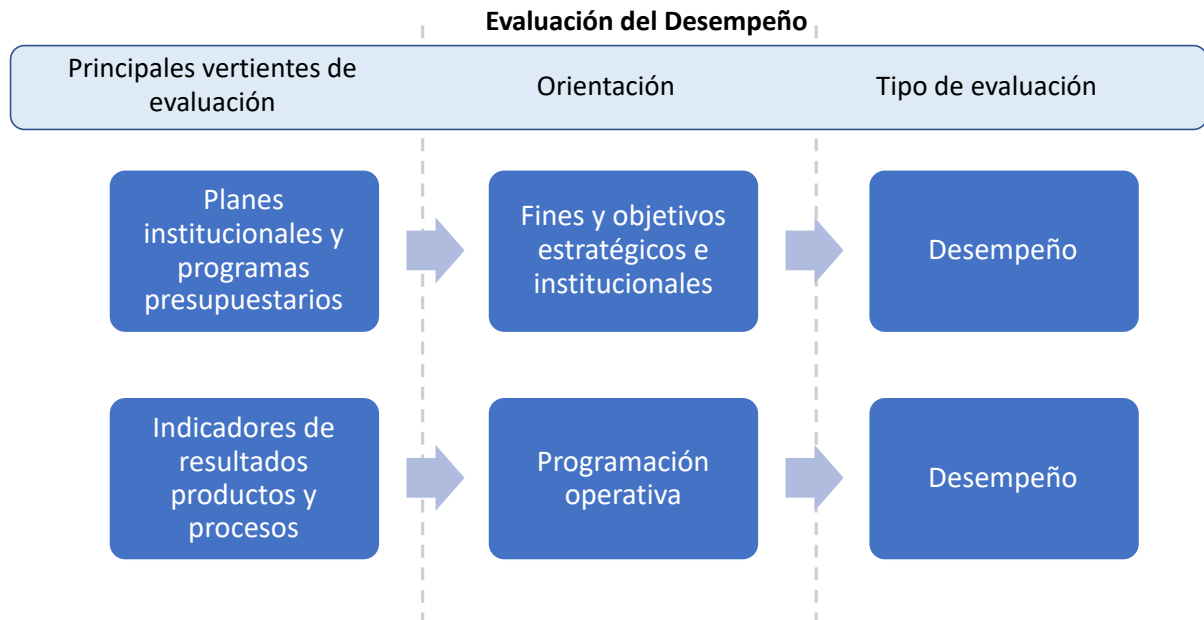 Evaluación del Desempeño
Principales vertientes de
evaluación
Orientación
Tipo de evaluación
Planes
institucionales y
programas
presupuestarios
Fines y objetivos
estratégicos e
institucionales
Desempeño
Indicadores de
resultados
productos y
procesos
Programación
operativa
Desempeño